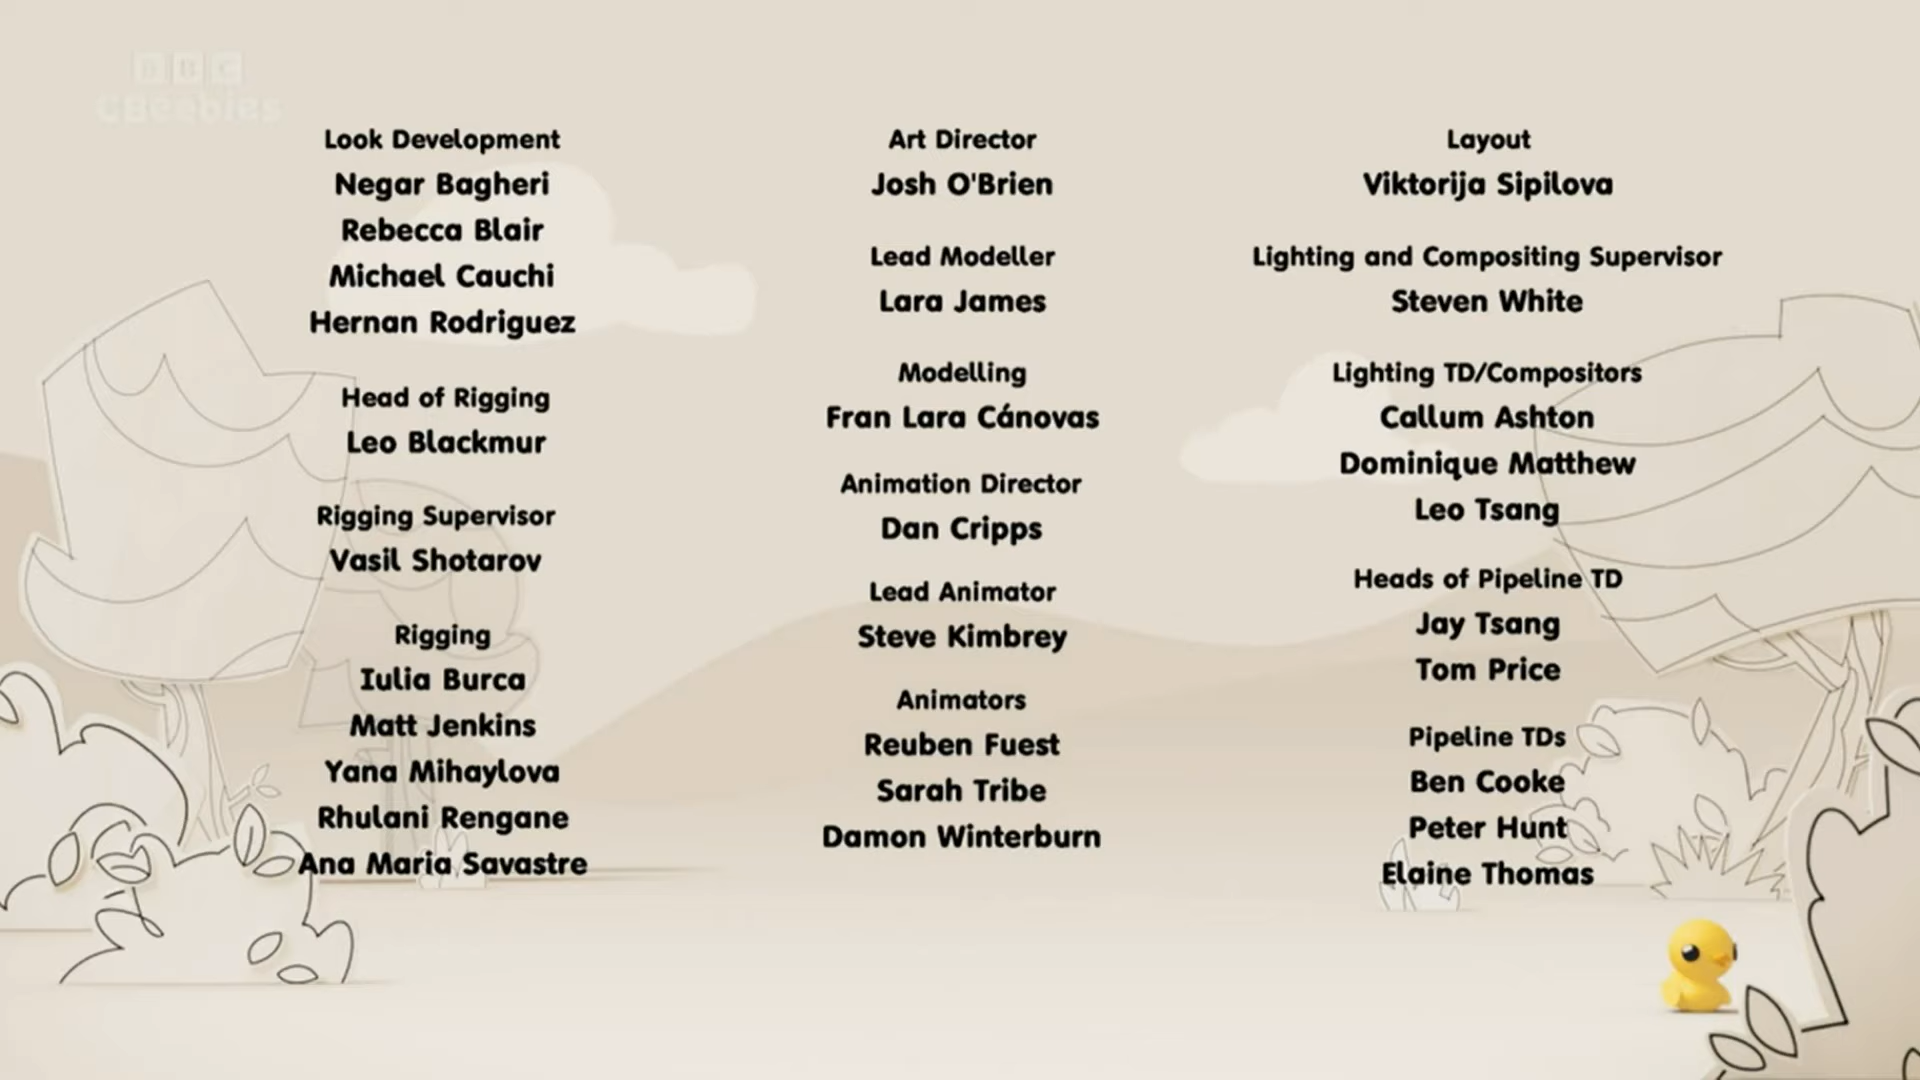 BBC
CBeebies
Look Development
Negar Bagheri
Rebecca Blair
Michael Cauchi
Hernan Rodriguez
Head of Rigging
Leo Blackmur
Rigging Supervisor
Vasil Shotarov
Rigging
Iulia Burca
Matt Jenkins
Yana Mihaylova
Rhulani Rengane
Ana Maria Savastre
Art Director
Josh O'Brien
Lead Modeller
Lara James
Modelling
Fran Lara Cánovas
Animation Director
Dan Cripps
Lead Animator
Steve Kimbrey
Animators
Reuben Fuest
Sarah Tribe
Damon Winterburn
Layout
Viktorija Sipilova
Lighting and Compositing Supervisor
Steven White
Lighting TD/Compositors
Callum Ashton
Dominique Matthew
Leo Tsang
Heads of Pipeline TD
Jay Tsang
Tom Price
Pipeline TDs
Ben Cooke
Peter Hunt
Elaine Thomas